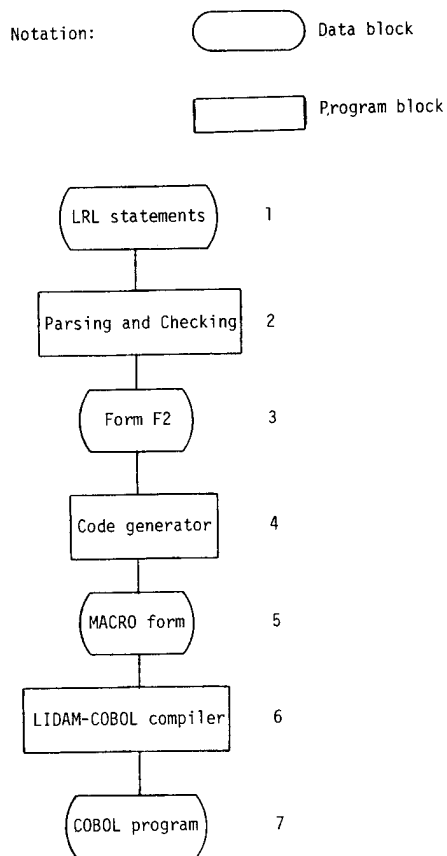 Notation:
Data block
P,rogram block
LRL statements 1
Parsing and Checking 2
Form F2 3
Code generator 4
MACRO form 5
LIDAM-COBOL compiler 6
COBOL program 7